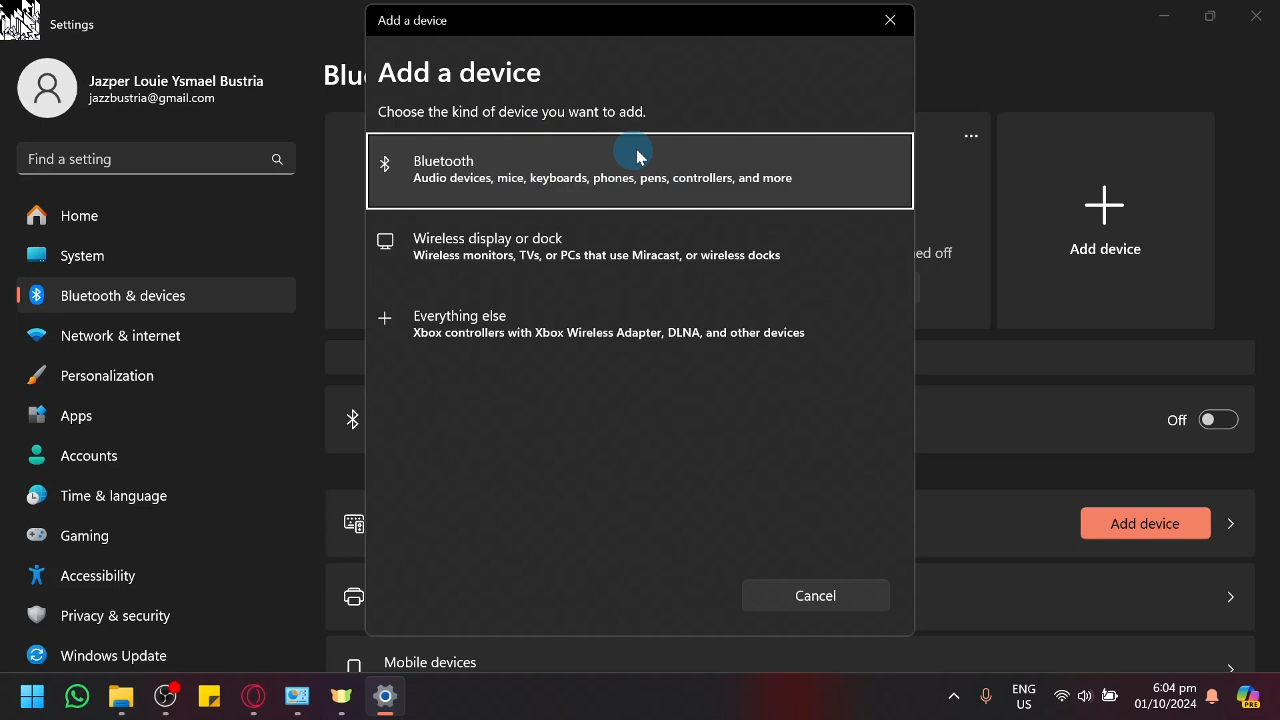 Settings
Jazper Louie Ysmael Bustria
jazzbustria@gmail.com
Find a setting
Home
System
Bluetooth & devices
Network & internet
Personalization
Apps
Accounts
Time & language
Gaming
Accessibility
Privacy & security
Windows Update
Add a device
Add a device
Choose the kind of device you want to add.
Bluetooth
Audio devices, mice, keyboards, phones, pens, controllers, and more
Wireless display or dock
Wireless monitors, TVs, or PCs that use Miracast, or wireless docks
Everything else
Xbox controllers with Xbox Wireless Adapter, DLNA, and other devices
Cancel
Blu
ed off
Add device
Off
Add device
Mobile devices
ENG
US
6:04 pm
01/10/2024
PRE